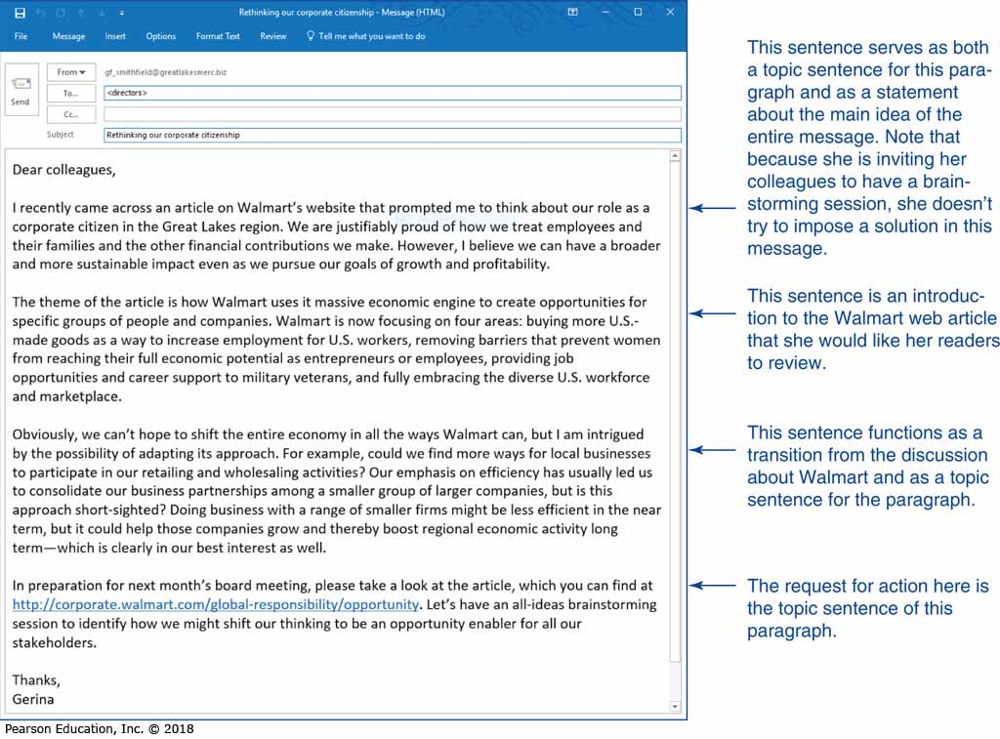 Rethinking our corporate citizenship - Message (HTML)
File Message Insert Options Format Text Review Tell me what you want to do
From gf_smithfield@greatlakesmerc.biz
Send
To... <directors>
Cc...
Subject Rethinking our corporate citizenship
Dear colleagues,
I recently came across an article on Walmart's website that prompted me to think about our role as a
corporate citizen in the Great Lakes region. We are justifiably proud of how we treat employees and
their families and the other financial contributions we make. However, I believe we can have a broader
and more sustainable impact even as we pursue our goals of growth and profitability.
The theme of the article is how Walmart uses it massive economic engine to create opportunities for
specific groups of people and companies. Walmart is now focusing on four areas: buying more U.S.-
made goods as a way to increase employment for U.S. workers, removing barriers that prevent women
from reaching their full economic potential as entrepreneurs or employees, providing job
opportunities and career support to military veterans, and fully embracing the diverse U.S. workforce
and marketplace.
Obviously, we can't hope to shift the entire economy in all the ways Walmart can, but I am intrigued
by the possibility of adapting its approach. For example, could we find more ways for local businesses
to participate in our retailing and wholesaling activities? Our emphasis on efficiency has usually led us
to consolidate our business partnerships among a smaller group of larger companies, but is this
approach short-sighted? Doing business with a range of smaller firms might be less efficient in the near
term, but it could help those companies grow and thereby boost regional economic activity long
term—which is clearly in our best interest as well.
In preparation for next month's board meeting, please take a look at the article, which you can find at
http://corporate.walmart.com/global-responsibility/opportunity. Let's have an all-ideas brainstorming
session to identify how we might shift our thinking to be an opportunity enabler for all our
stakeholders.
Thanks,
Gerina
This sentence serves as both
a topic sentence for this para-
graph and as a statement
about the main idea of the
entire message. Note that
because she is inviting her
colleagues to have a brain-
storming session, she doesn't
try to impose a solution in this
message.
This sentence is an introduc-
tion to the Walmart web article
that she would like her readers
to review.
This sentence functions as a
transition from the discussion
about Walmart and as a topic
sentence for the paragraph.
The request for action here is
the topic sentence of this
paragraph.
Pearson Education, Inc. © 2018